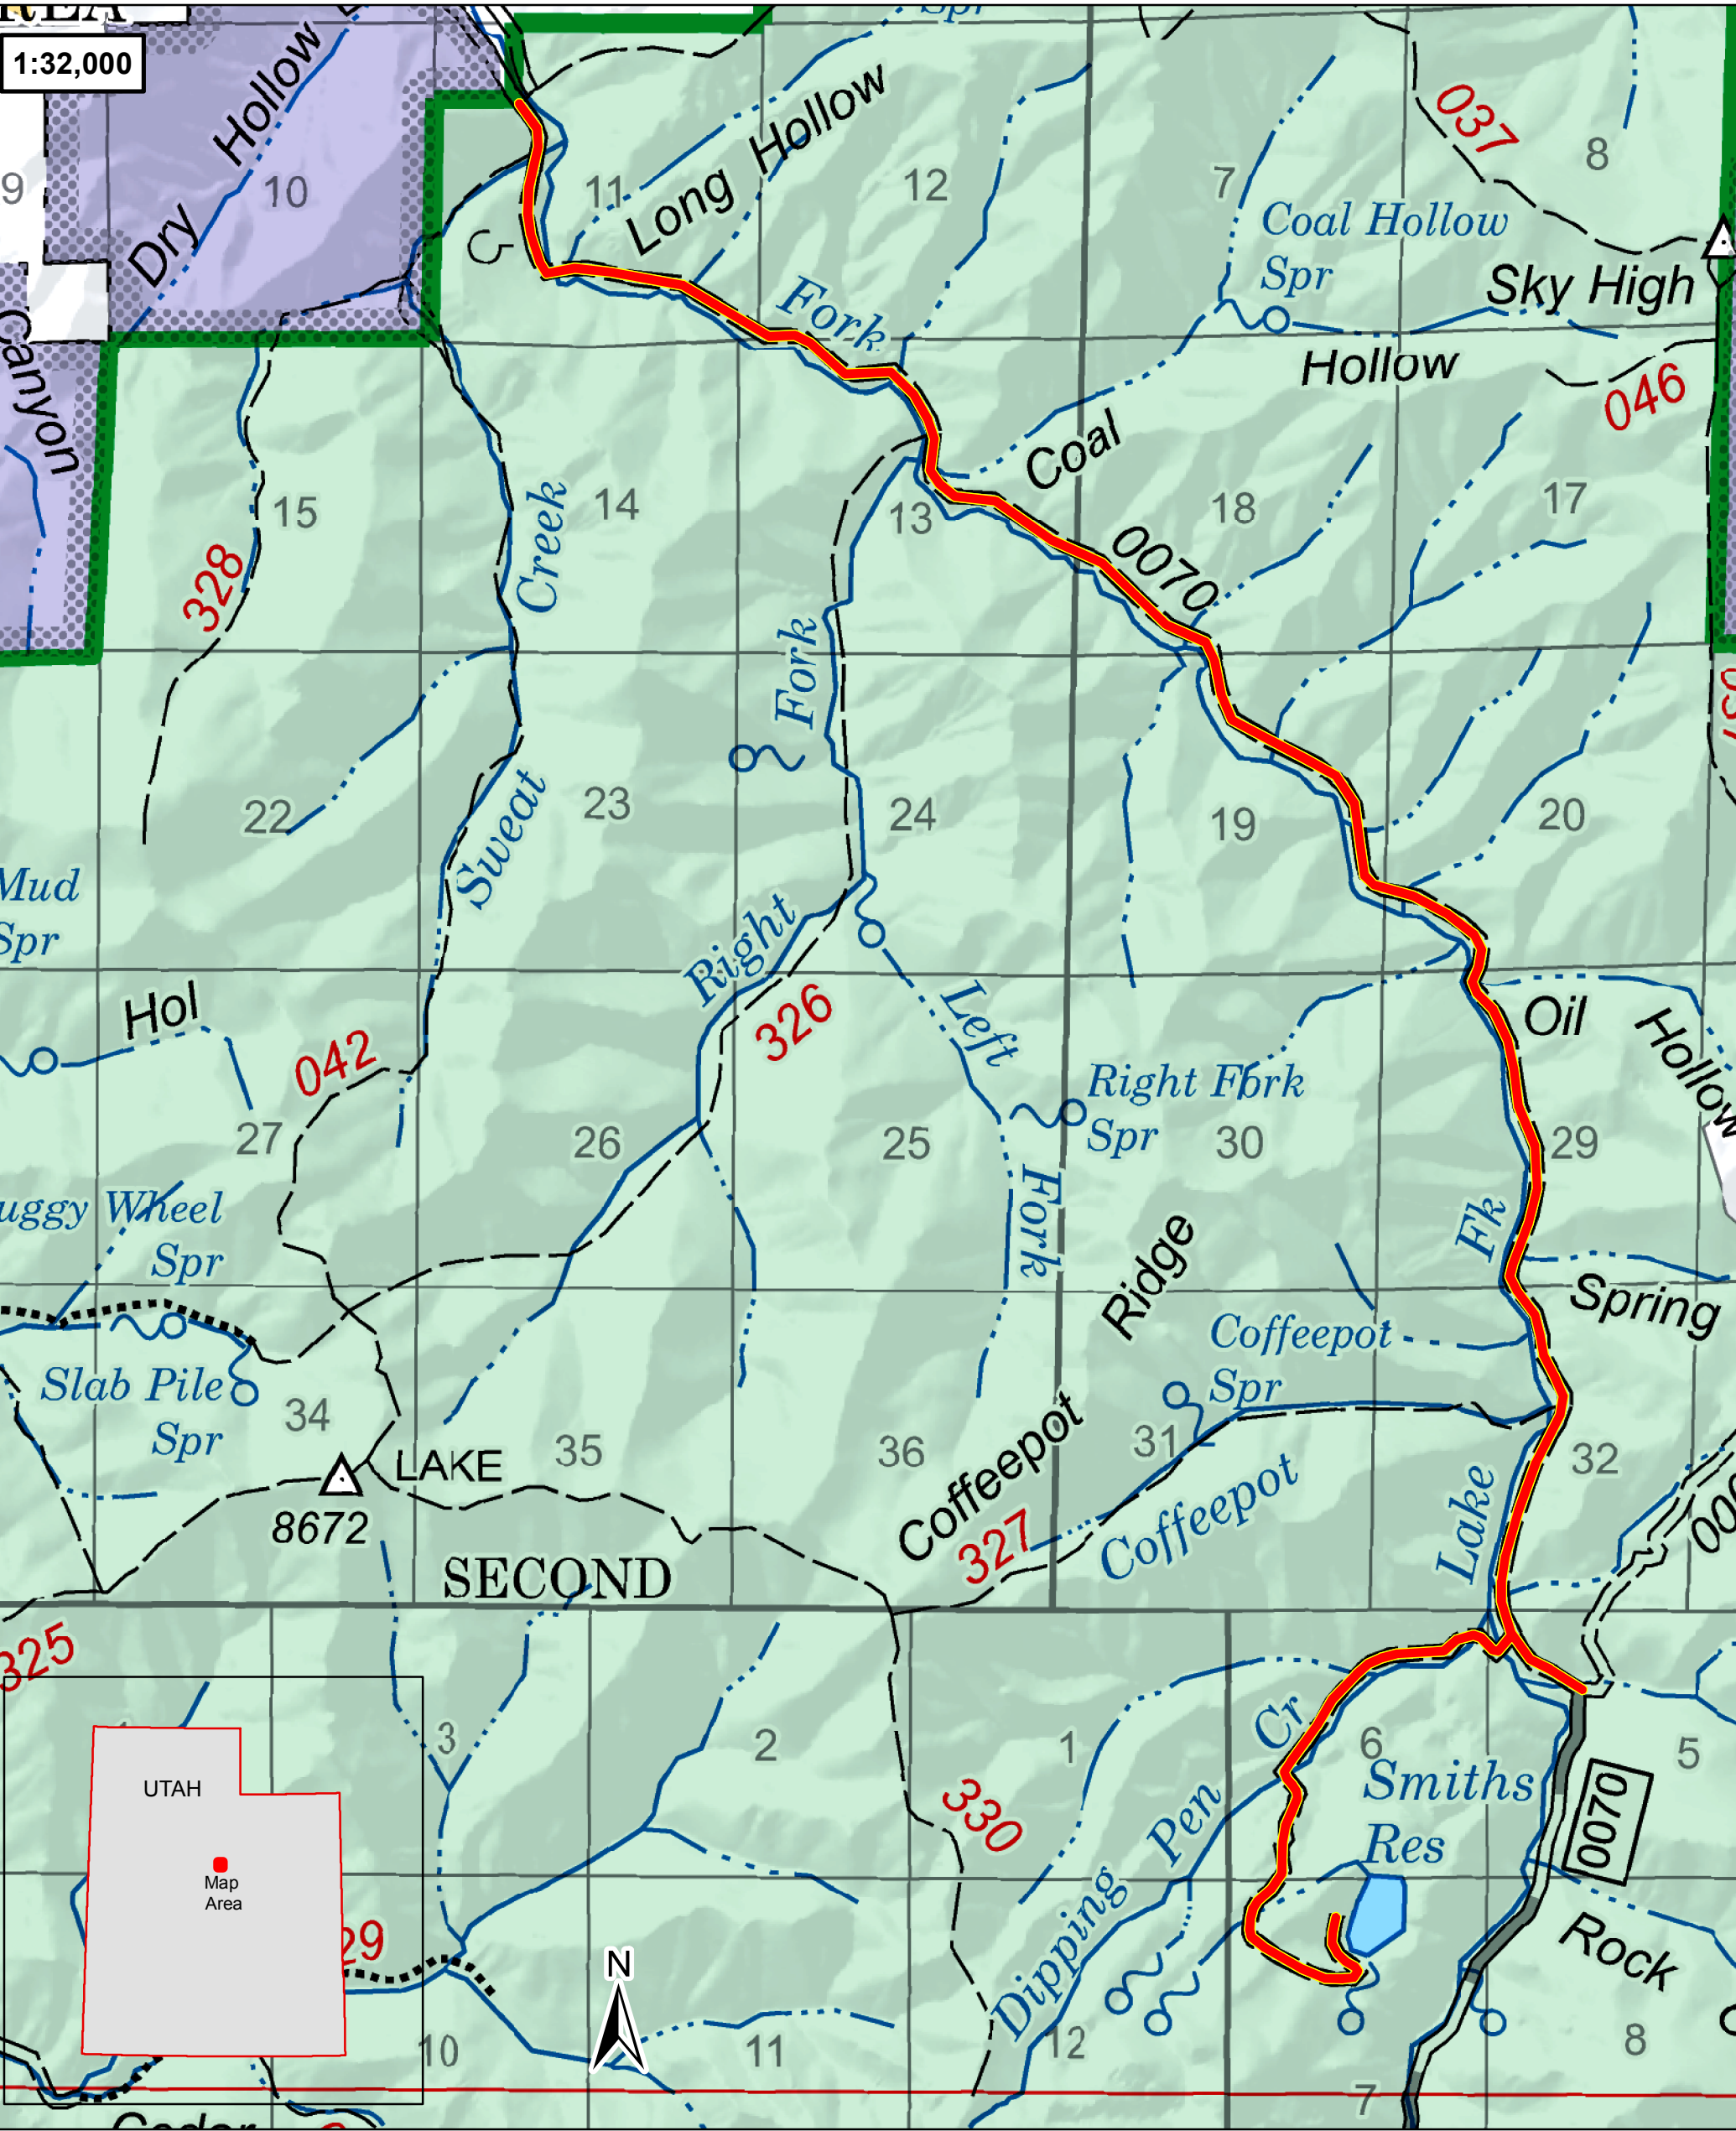 1:32,000
Hollow
Dry
Canyon
9
10
11
Long Hollow
12
7
037
8
Coal Hollow
Spr
Sky High
Hollow
046
Fork
Coal
0070
15
328
14
Creek
13
18
17
Fork
22
Sweat
23
24
19
20
Mud
Spr
Hol
042
Right
326
Left
Fork
Right Fork
Spr
Oil
Hollow
27
26
25
30
29
uggy Wheel
Spr
Slab Pile
Spr
34
Ridge
Coffeepot
Fk
Spring
Coffeepot
Spr
LAKE
8672
35
36
31
327
Coffeepot
Lake
32
SECOND
325
3
2
1
Cr
6
5
Smiths
Res
0070
330
Dipping Pen
UTAH
Map
Area
29
N
10
11
12
7
8
Rock